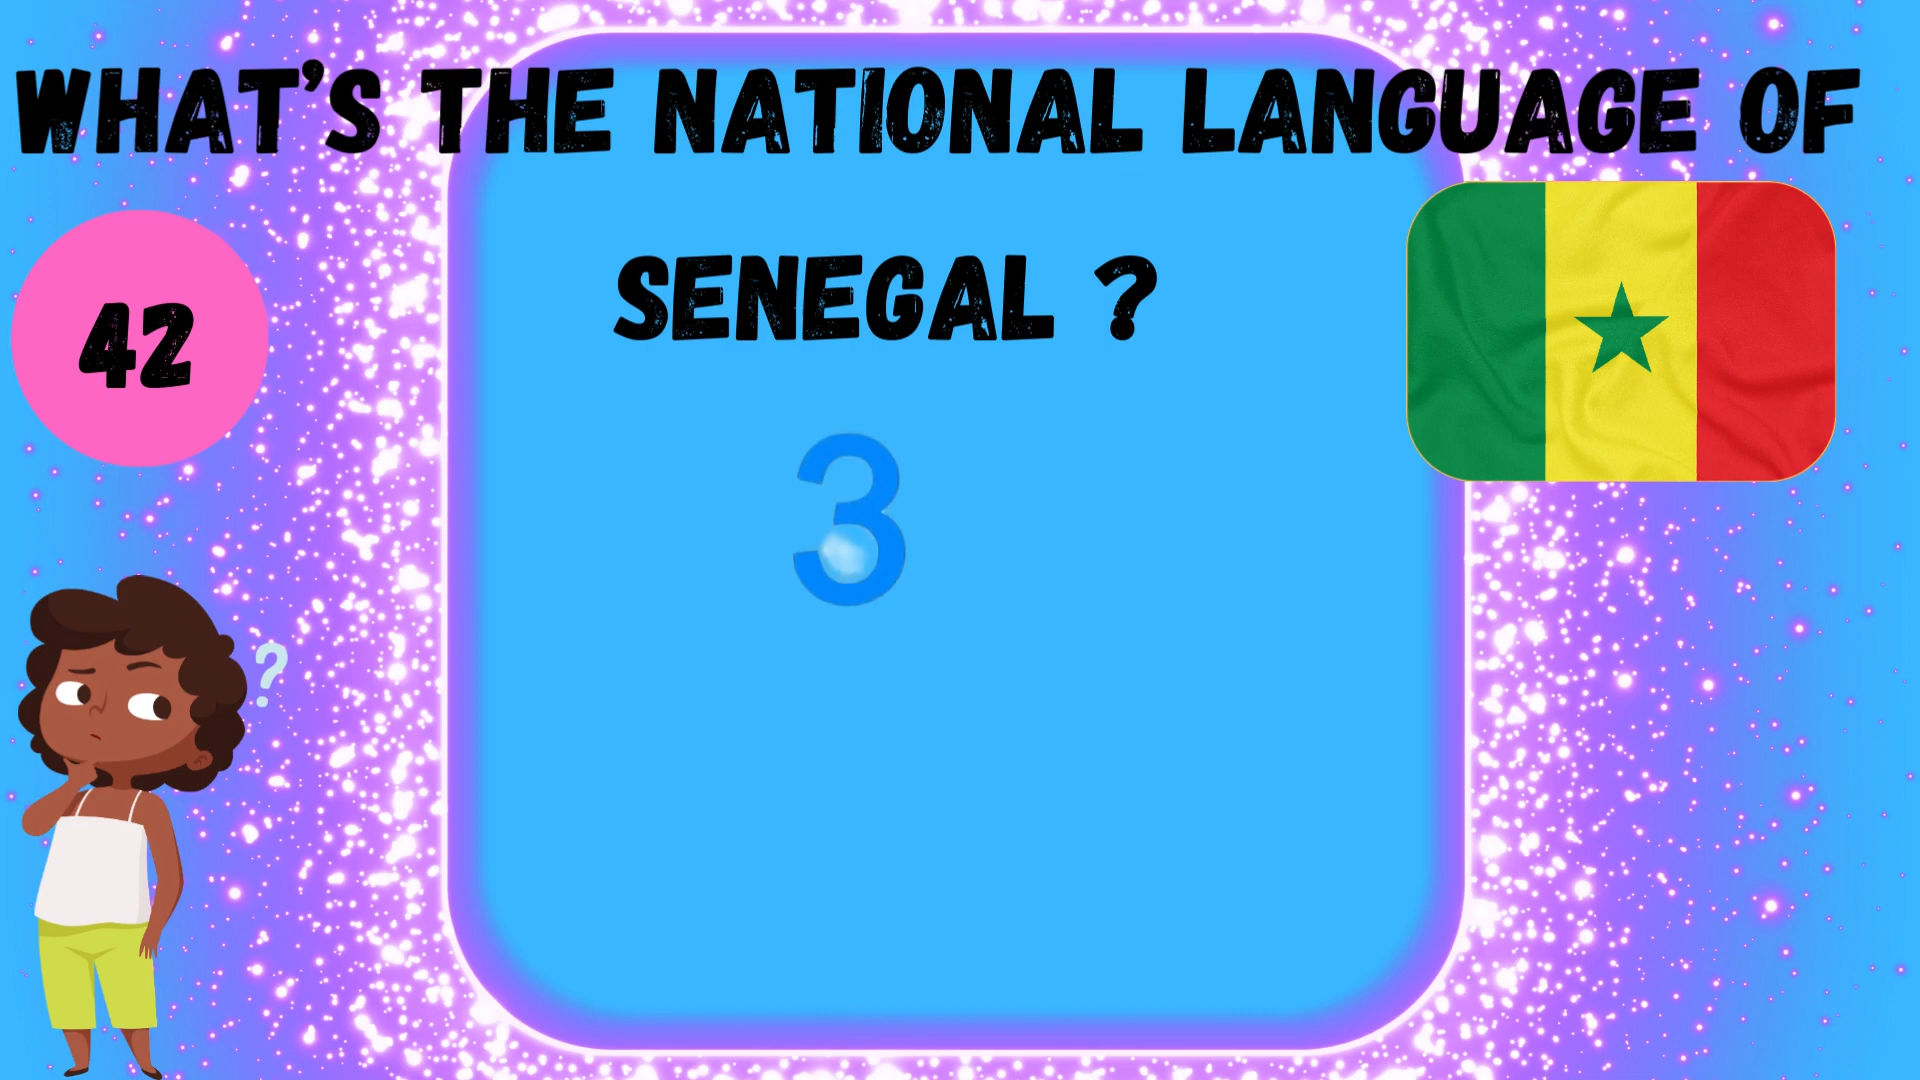 WHAT'S THE NATIONAL LANGUAGE OF
SENEGAL ?
42
3
?